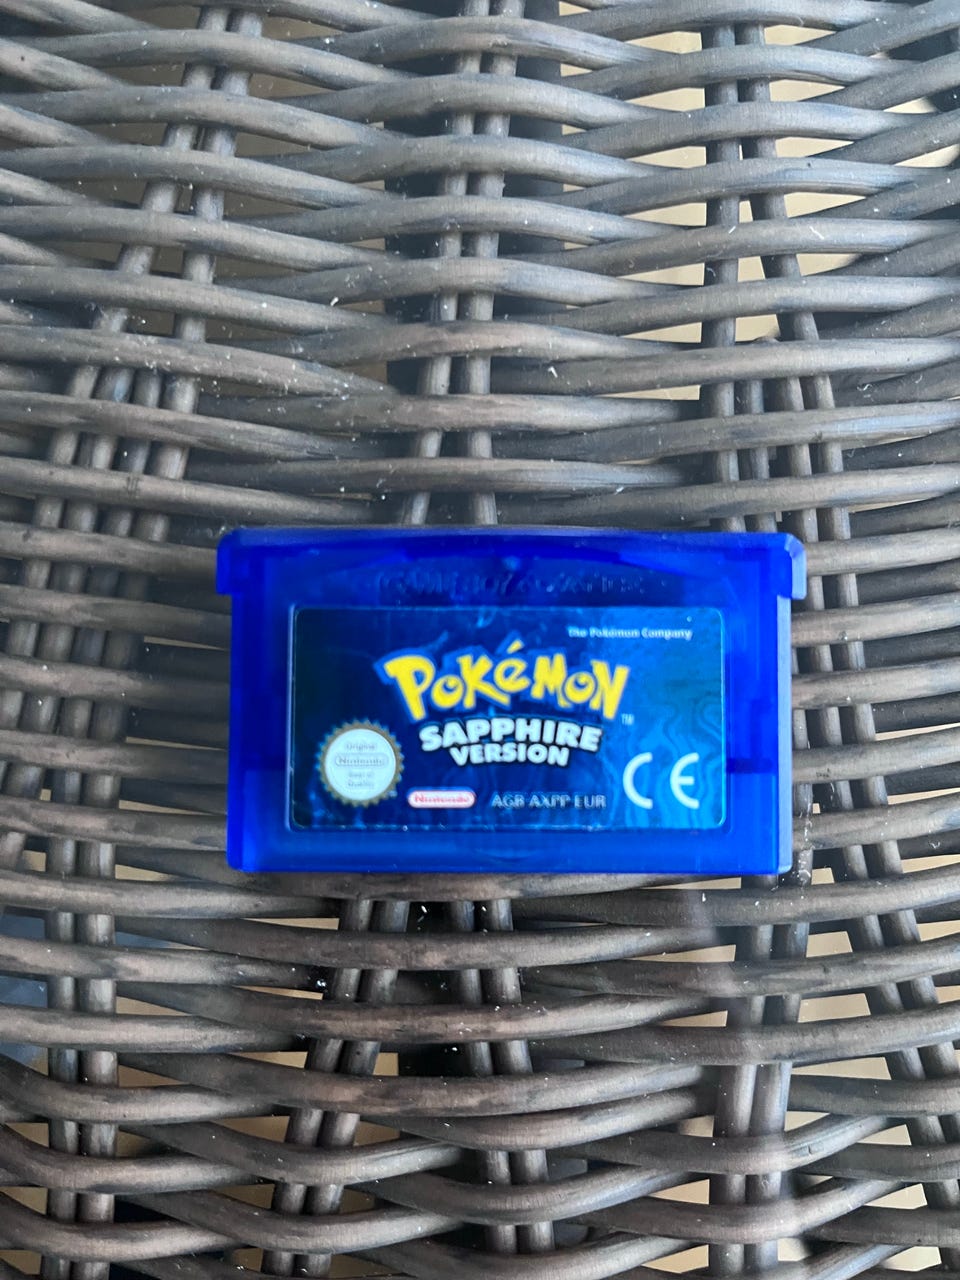 GAME BOY ADVANCE
The Pokémon Company
POKéMON
TM
SAPPHIRE
VERSION
Original
Nintendo
Seal of
Quality
Nintendo
AGB-AXPP-EUR
CE